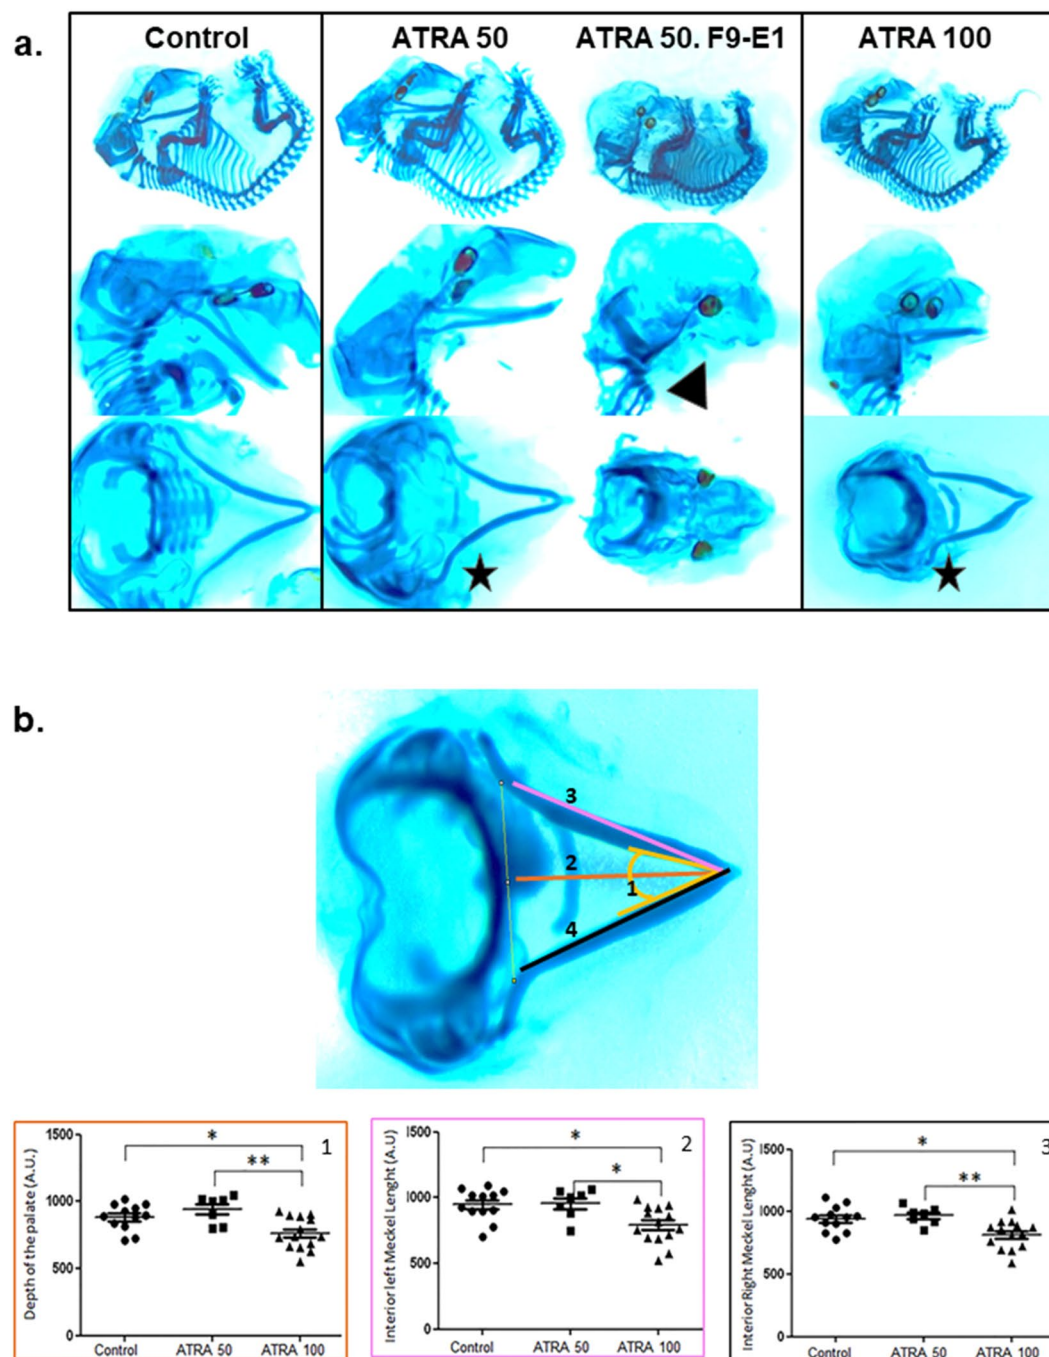 a.
Control ATRA 50 ATRA 50. F9-E1 ATRA 100
b.
3
2
1
4
1
Depth of the palate (A.U.)
1500
1000
500
0
* 
**
Control ATRA 50 ATRA 100
2
Interior left Meckel Lenght (A.U)
1500
1000
500
0
*
*
Control ATRA 50 ATRA 100
3
Interior Right Meckel Lenght (A.U)
1500
1000
500
0
*
**
Control ATRA 50 ATRA 100